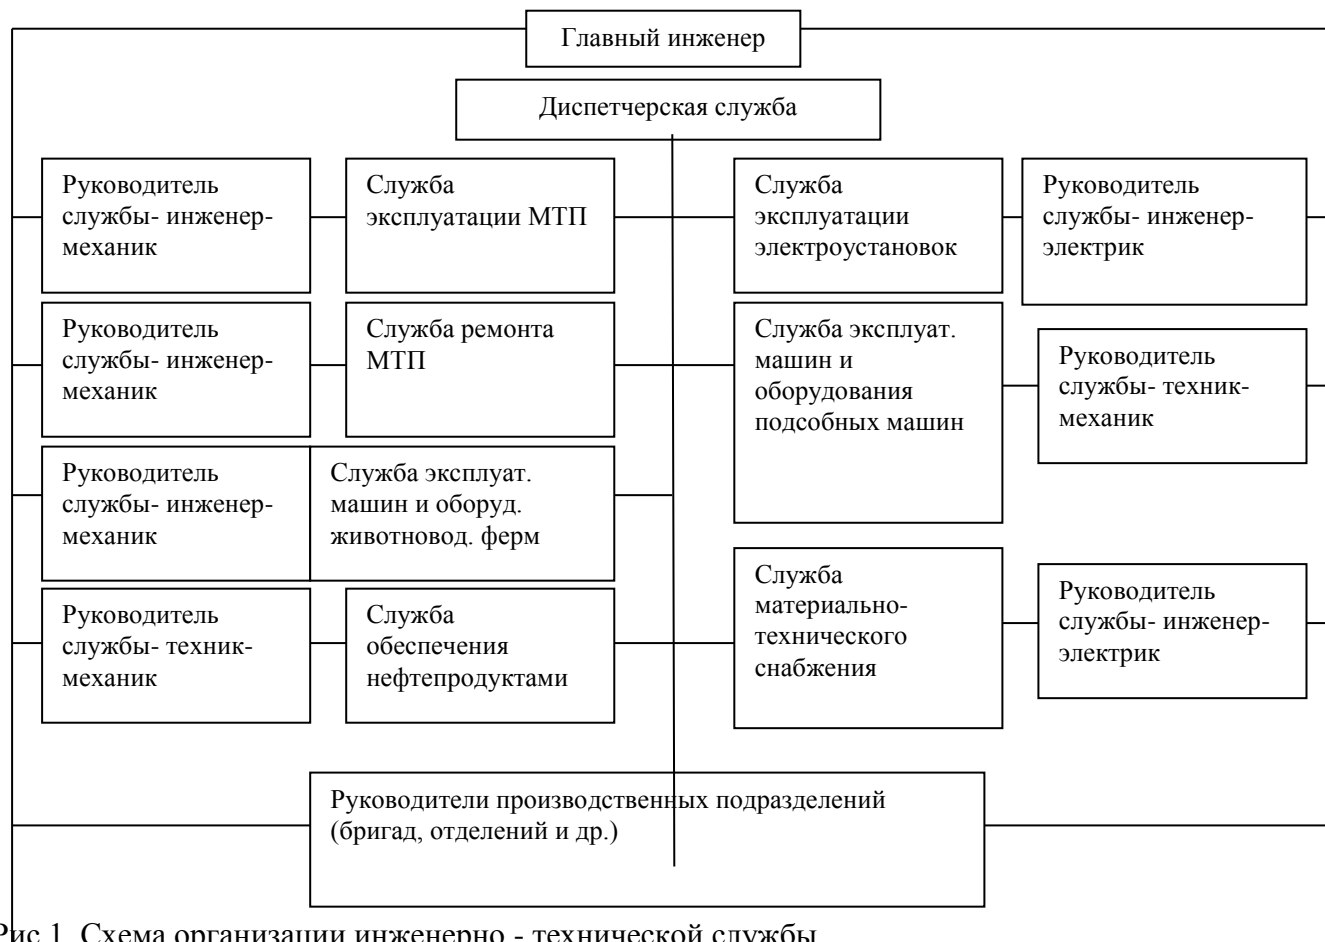 Главный инженер
Диспетчерская служба
Руководитель
службы- инженер-
механик
Служба
эксплуатации МТП
Служба
эксплуатации
электроустановок
Руководитель
службы- инженер-
электрик
Руководитель
службы- инженер-
механик
Служба ремонта
МТП
Служба эксплуат.
машин и
оборудования
подсобных машин
Руководитель
службы- техник-
механик
Руководитель
службы- инженер-
механик
Служба эксплуат.
машин и оборуд.
животновод. ферм
Руководитель
службы- техник-
механик
Служба
обеспечения
нефтепродуктами
Служба
материально-
технического
снабжения
Руководитель
службы- инженер-
электрик
Руководители производственных подразделений
(бригад, отделений и др.)
Рис 1. Схема организации инженерно - технической службы